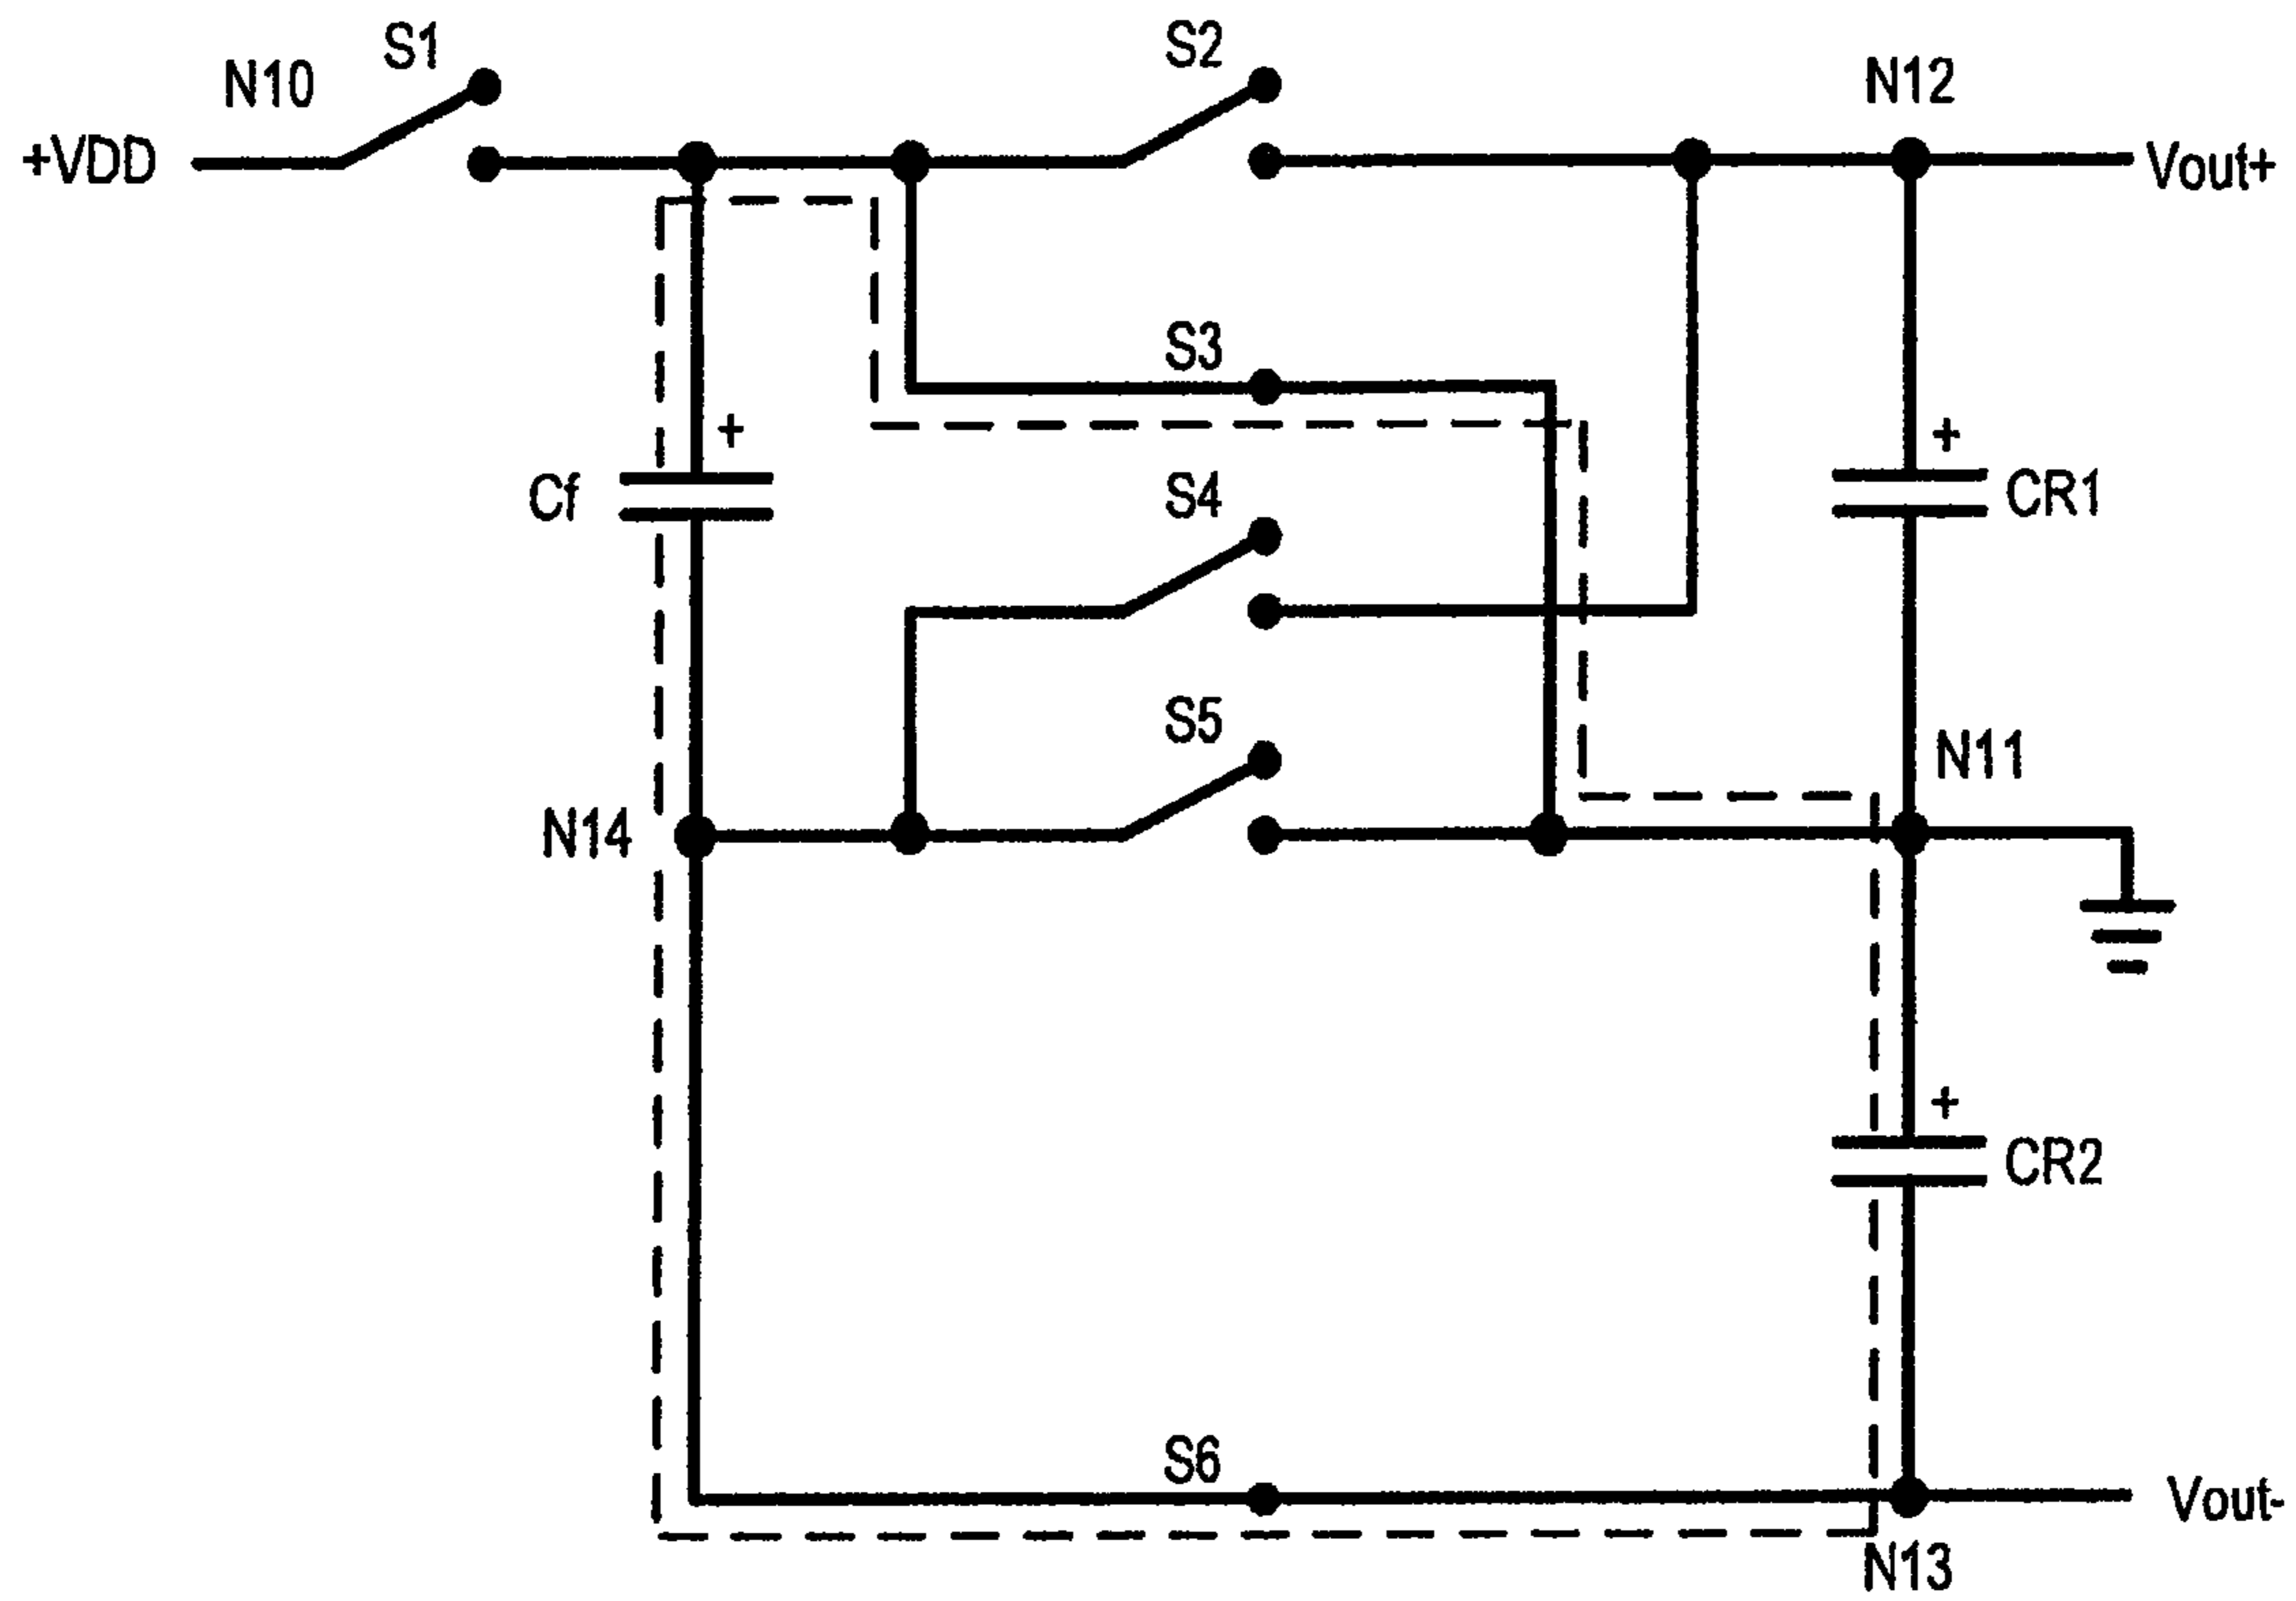 S1
S2
N10
N12
+VDD
Vout+
S3
+
+
Cf
S4
CR1
S5
N11
N14
+
CR2
S6
Vout-
N13